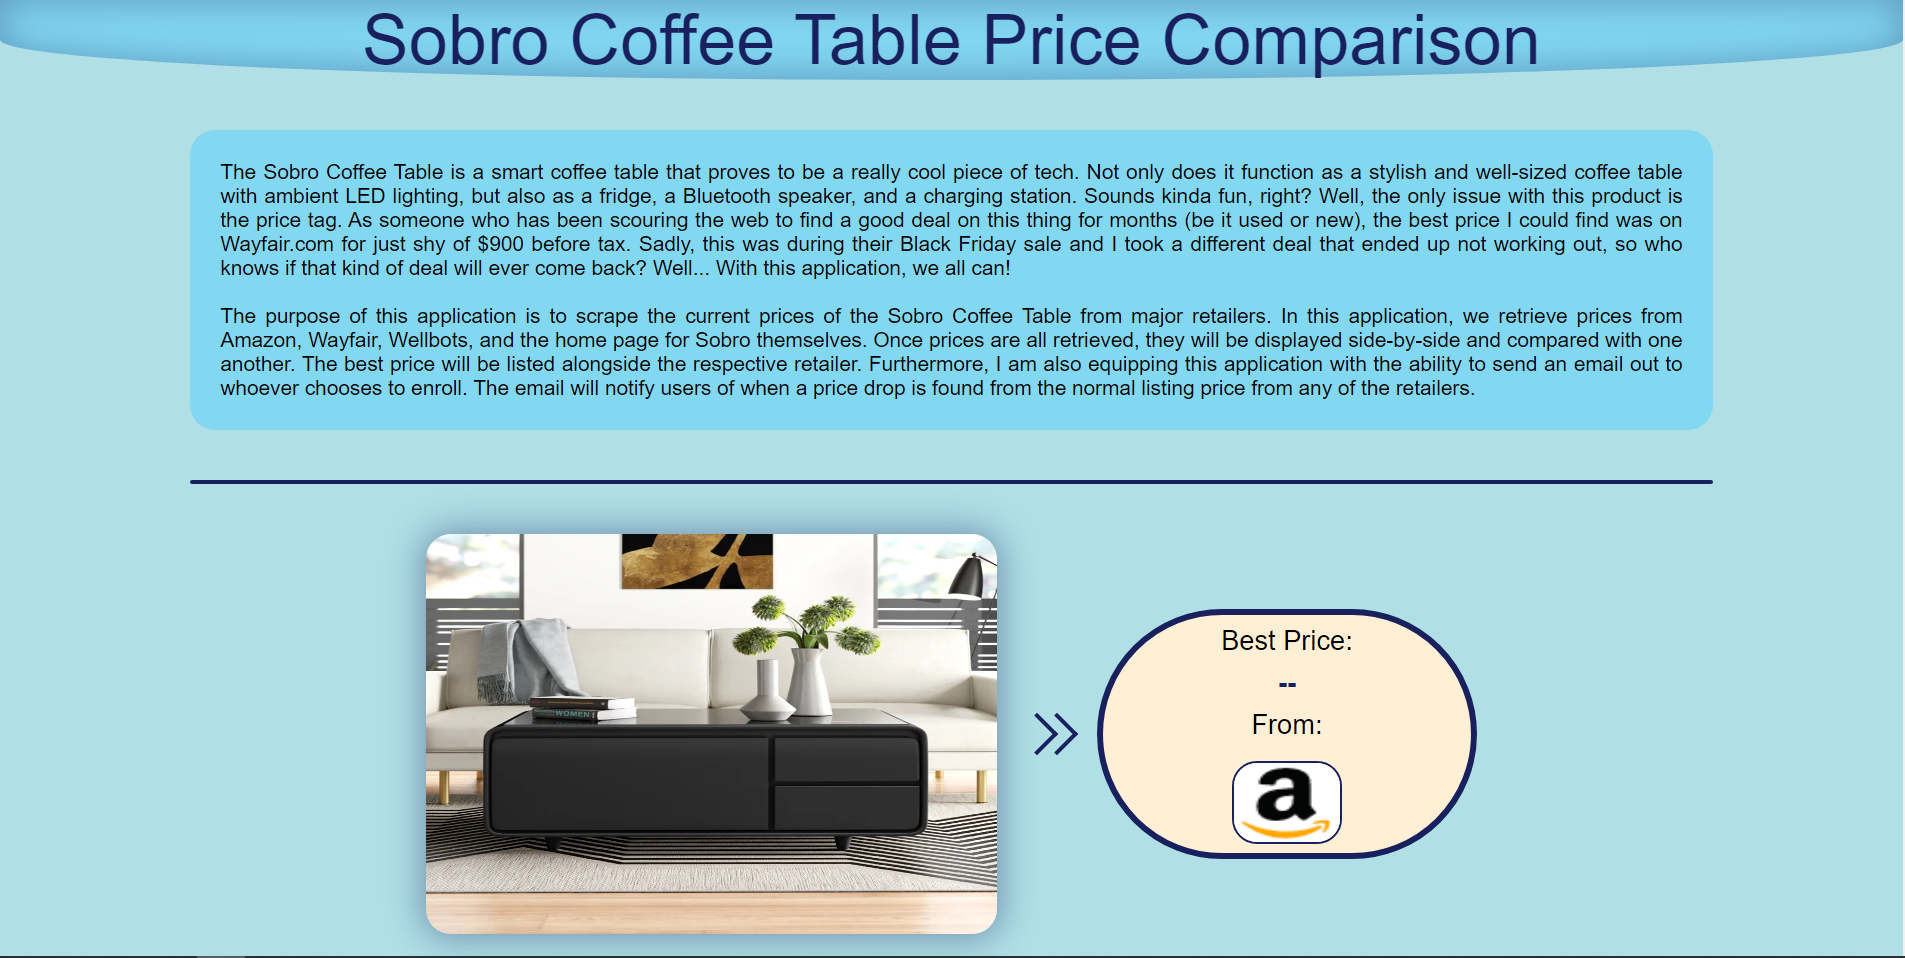 Sobro Coffee Table Price Comparison
The Sobro Coffee Table is a smart coffee table that proves to be a really cool piece of tech. Not only does it function as a stylish and well-sized coffee table
with ambient LED lighting, but also as a fridge, a Bluetooth speaker, and a charging station. Sounds kinda fun, right? Well, the only issue with this product is
the price tag. As someone who has been scouring the web to find a good deal on this thing for months (be it used or new), the best price I could find was on
Wayfair.com for just shy of $900 before tax. Sadly, this was during their Black Friday sale and I took a different deal that ended up not working out, so who
knows if that kind of deal will ever come back? Well... With this application, we all can!
The purpose of this application is to scrape the current prices of the Sobro Coffee Table from major retailers. In this application, we retrieve prices from
Amazon, Wayfair, Wellbots, and the home page for Sobro themselves. Once prices are all retrieved, they will be displayed side-by-side and compared with one
another. The best price will be listed alongside the respective retailer. Furthermore, I am also equipping this application with the ability to send an email out to
whoever chooses to enroll. The email will notify users of when a price drop is found from the normal listing price from any of the retailers.
WOMEN
Best Price:
--
From:
a